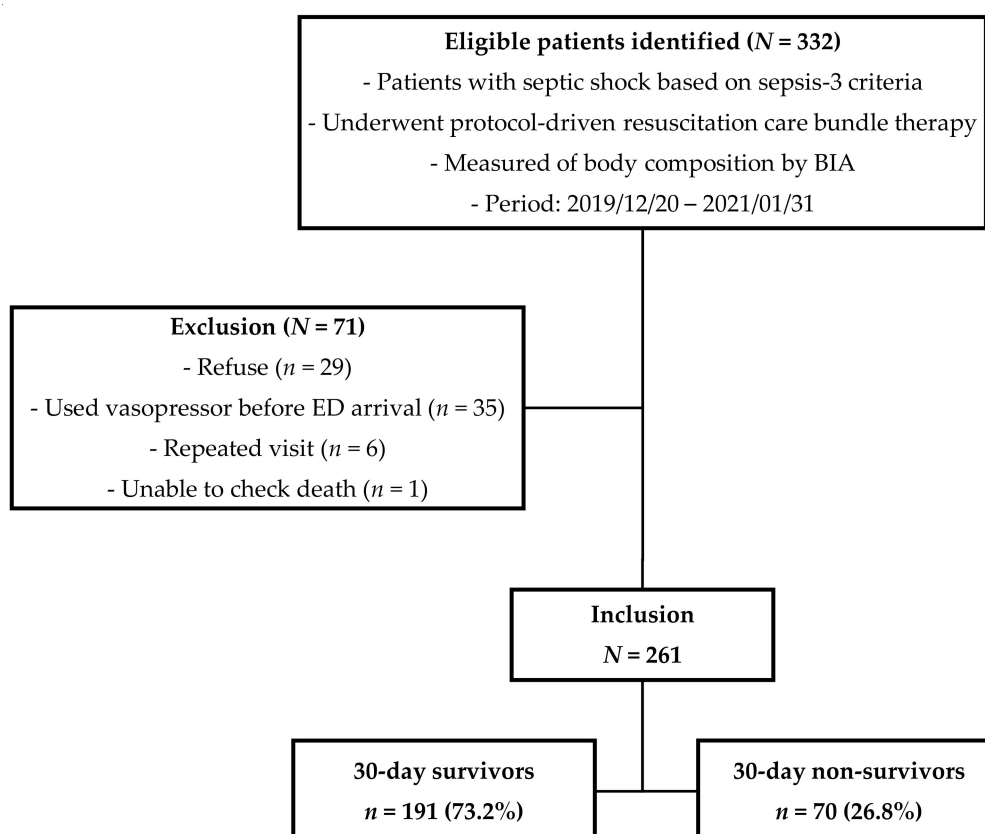 Eligible patients identified (N = 332)
- Patients with septic shock based on sepsis-3 criteria
- Underwent protocol-driven resuscitation care bundle therapy
- Measured of body composition by BIA
- Period: 2019/12/20 – 2021/01/31
Exclusion (N = 71)
- Refuse (n = 29)
- Used vasopressor before ED arrival (n = 35)
- Repeated visit (n = 6)
- Unable to check death (n = 1)
Inclusion
N = 261
30-day survivors
n = 191 (73.2%)
30-day non-survivors
n = 70 (26.8%)